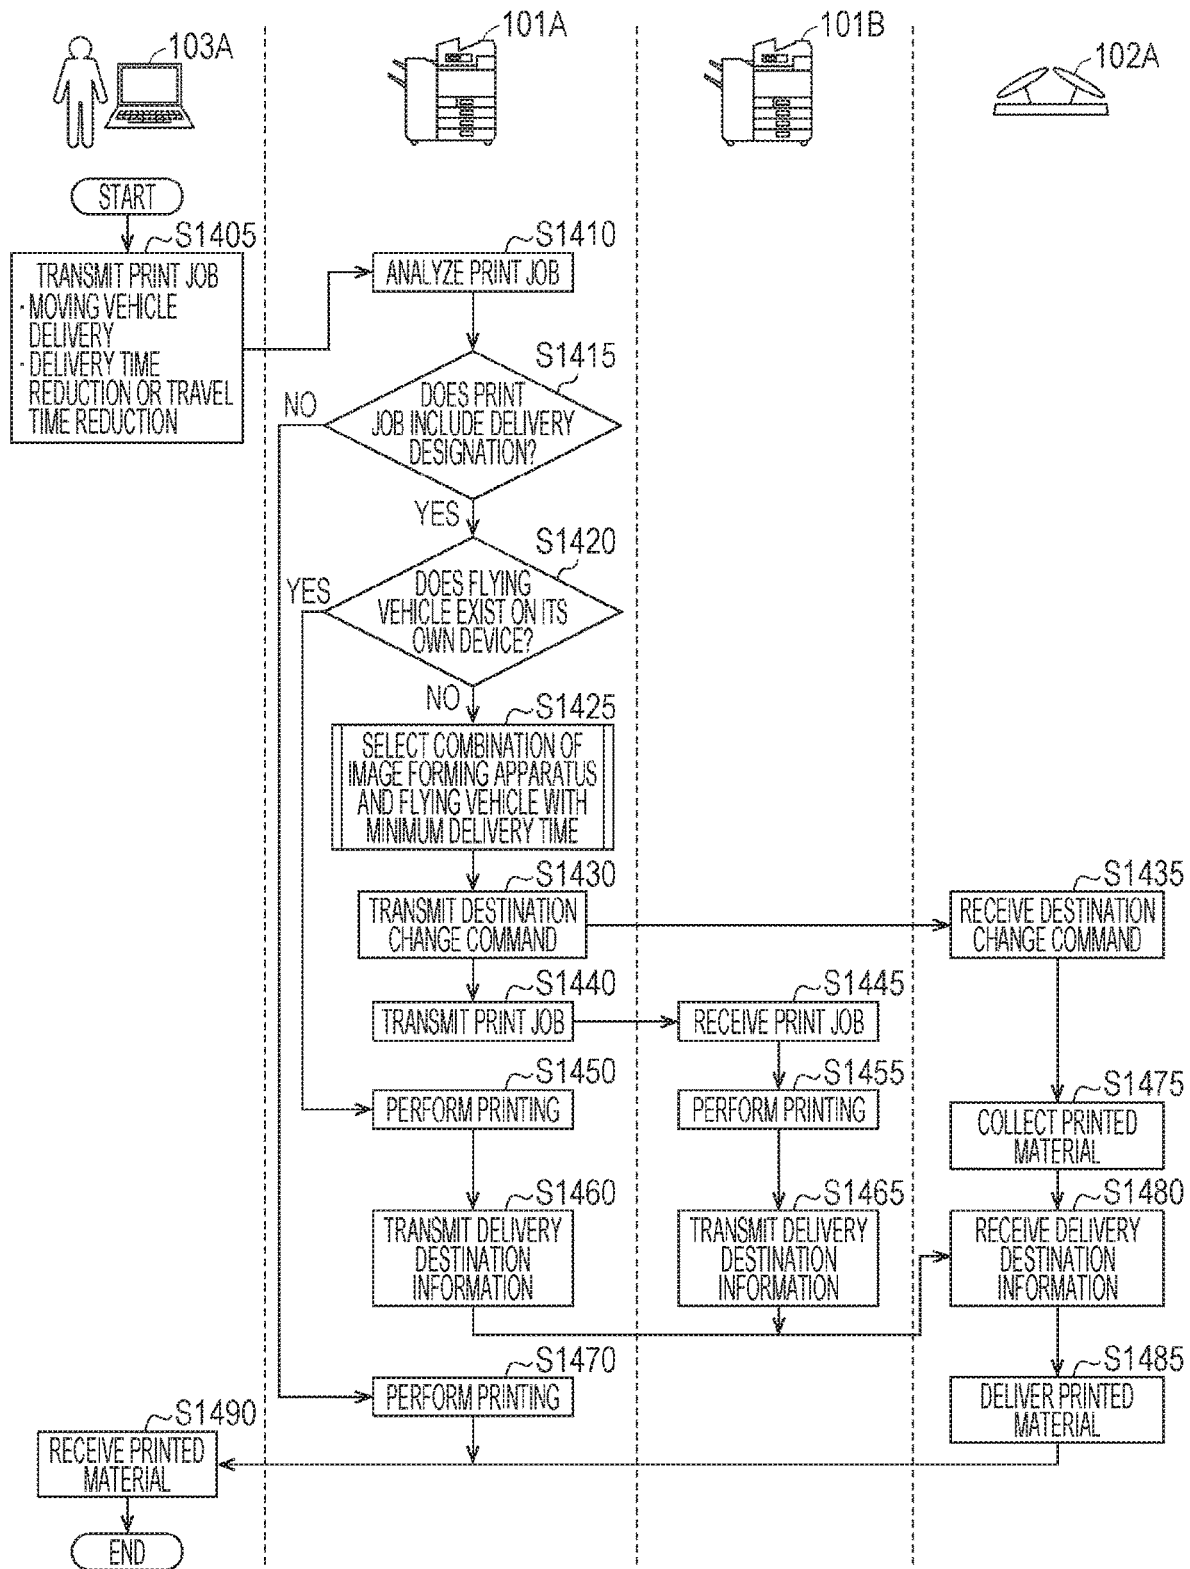 103A
101A
101B
102A
START
S1405
TRANSMIT PRINT JOB
· MOVING VEHICLE
DELIVERY
· DELIVERY TIME
REDUCTION OR TRAVEL
TIME REDUCTION
S1410
ANALYZE PRINT JOB
S1415
DOES PRINT
JOB INCLUDE DELIVERY
DESIGNATION?
NO
YES
S1420
DOES FLYING
VEHICLE EXIST ON ITS
OWN DEVICE?
YES
NO
S1425
SELECT COMBINATION OF
IMAGE FORMING APPARATUS
AND FLYING VEHICLE WITH
MINIMUM DELIVERY TIME
S1430
TRANSMIT DESTINATION
CHANGE COMMAND
S1435
RECEIVE DESTINATION
CHANGE COMMAND
S1440
TRANSMIT PRINT JOB
S1445
RECEIVE PRINT JOB
S1450
PERFORM PRINTING
S1455
PERFORM PRINTING
S1475
COLLECT PRINTED
MATERIAL
S1460
TRANSMIT DELIVERY
DESTINATION
INFORMATION
S1465
TRANSMIT DELIVERY
DESTINATION
INFORMATION
S1480
RECEIVE DELIVERY
DESTINATION
INFORMATION
S1470
PERFORM PRINTING
S1485
DELIVER PRINTED
MATERIAL
S1490
RECEIVE PRINTED
MATERIAL
END